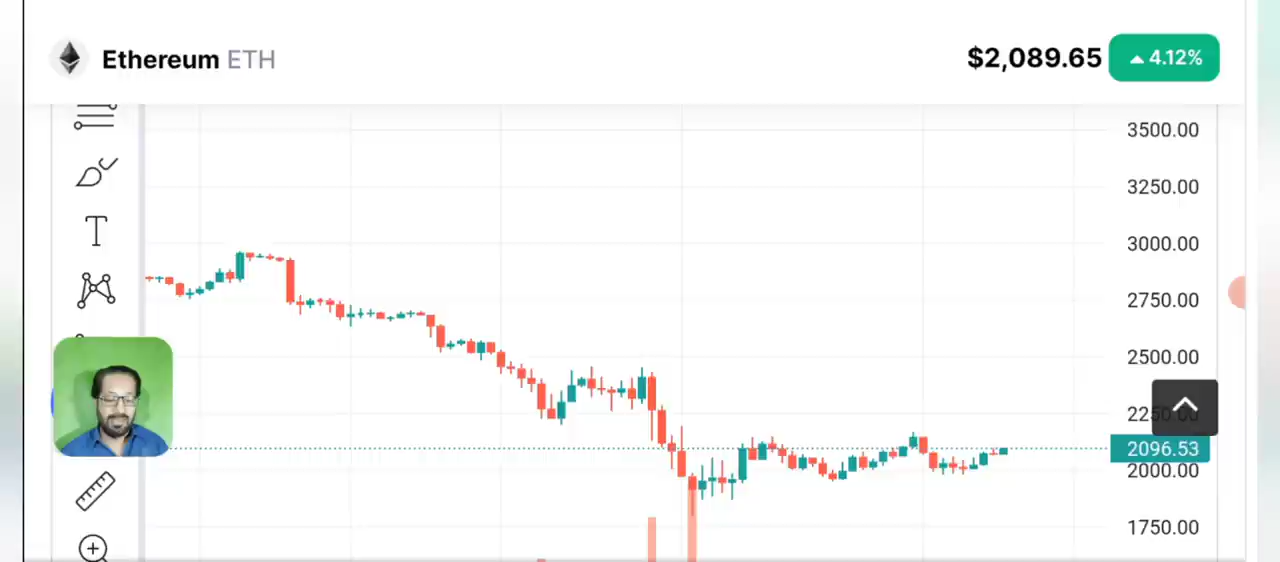 Ethereum ETH
$2,089.65 ▲ 4.12%
3500.00
3250.00
T
3000.00
2750.00
2500.00
2096.53
2000.00
1750.00